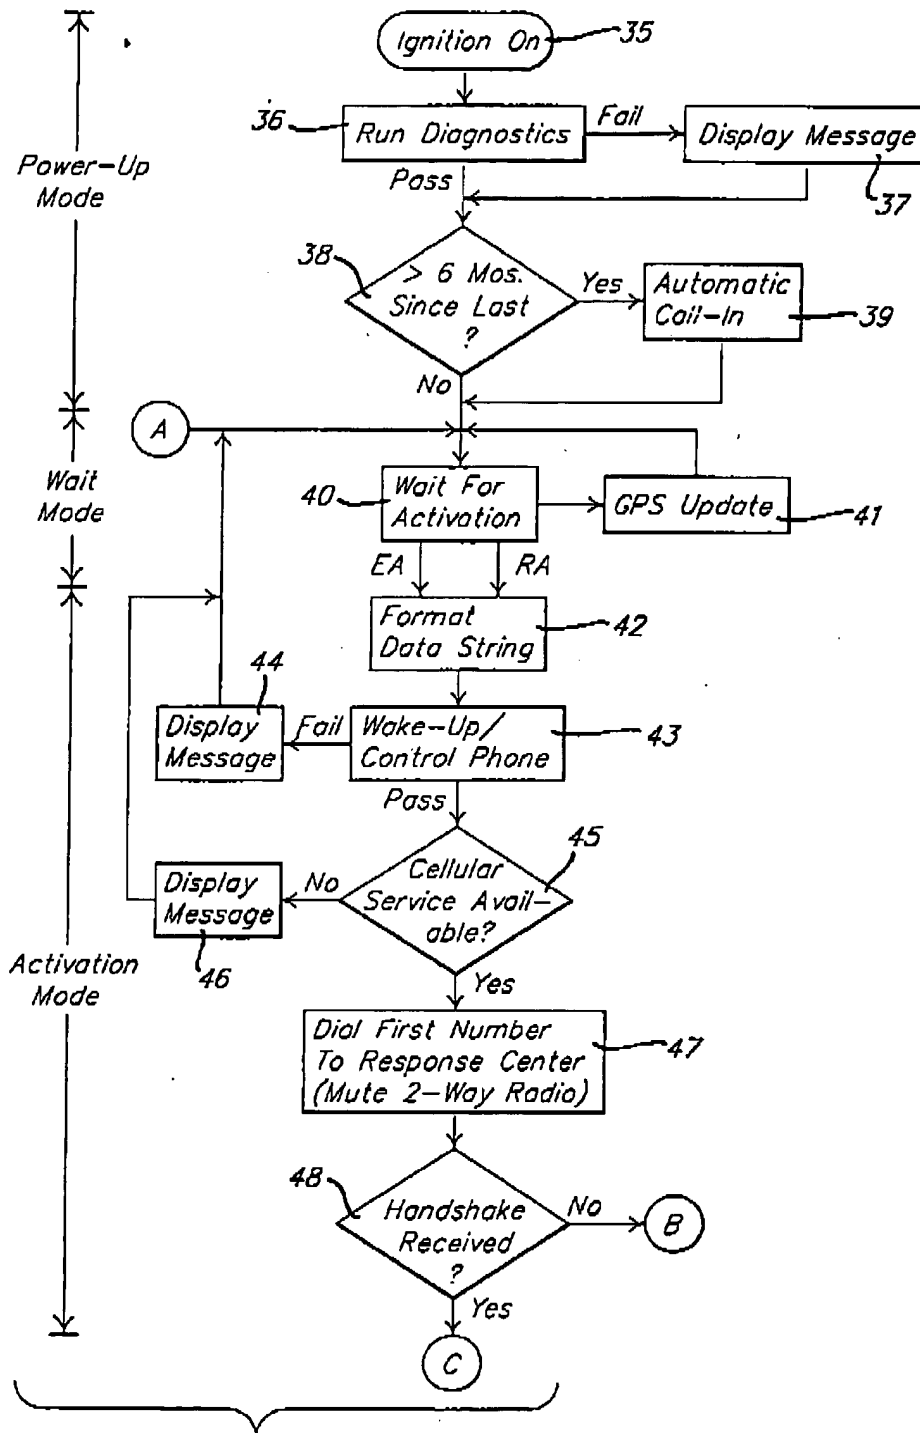 Ignition On
35
36
Run Diagnostics
Fail
Display Message
37
Pass
Power-Up
Mode
38
> 6 Mos.
Since Last
?
Yes
Automatic
Call-In
39
No
A
Wait
Mode
40
Wait For
Activation
GPS Update
41
EA
RA
Format
Data String
42
44
Display
Message
Fail
Wake-Up/
Control Phone
43
Pass
45
Cellular
Service Avail-
able?
No
Display
Message
46
Activation
Mode
Yes
Dial First Number
To Response Center
(Mute 2-Way Radio)
47
48
Handshake
Received
?
No
B
Yes
C